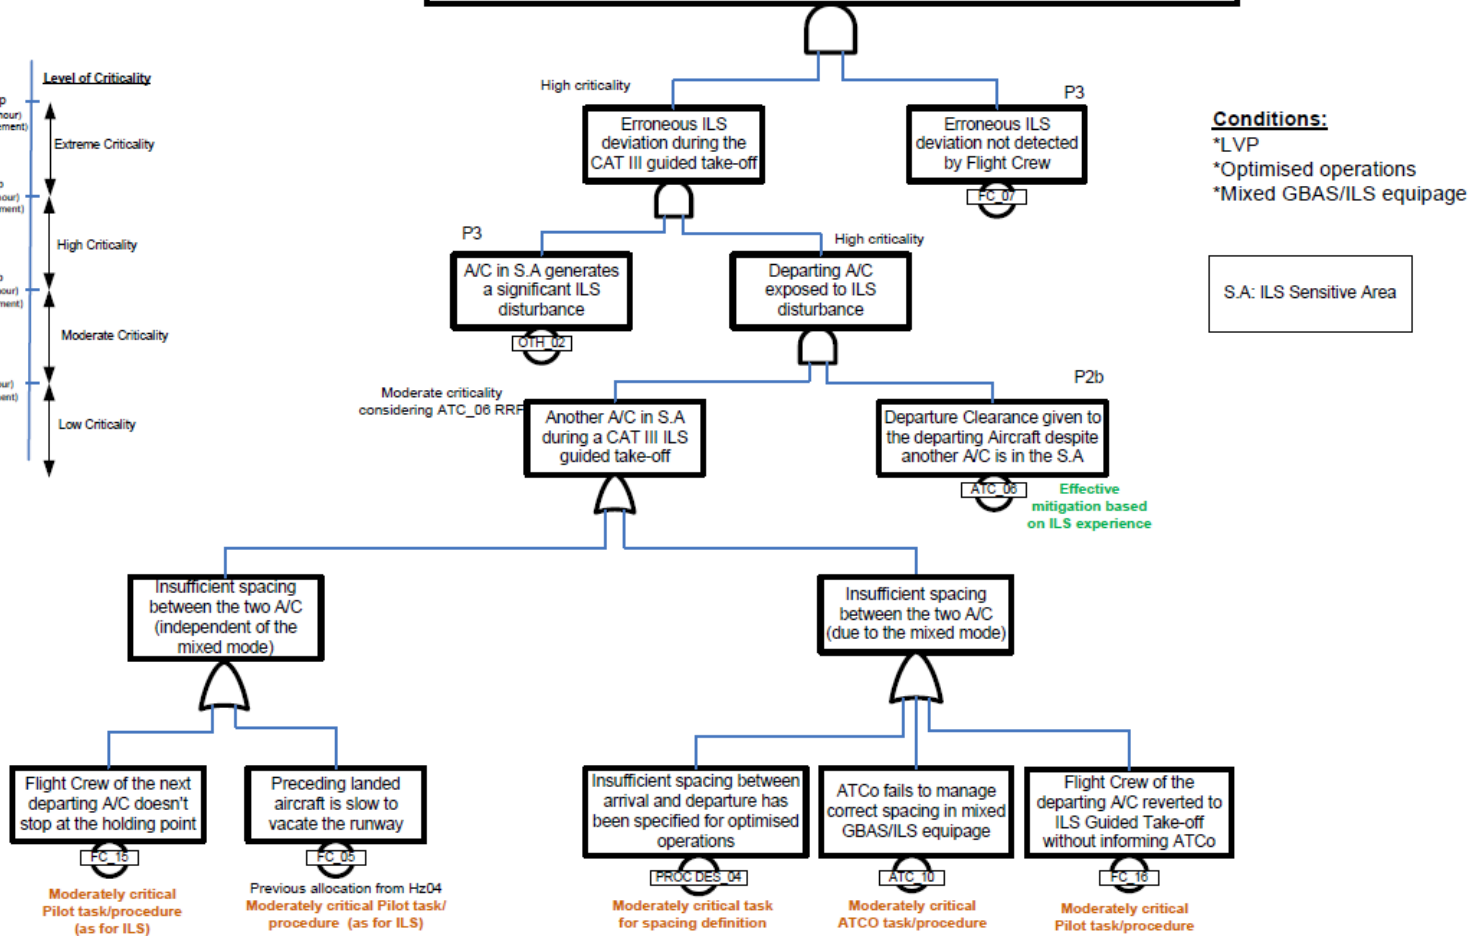 Level of Criticality
p
our)
ement)
Extreme Criticality
p
our)
ment)
High Criticality
p
our)
ment)
Moderate Criticality
ur)
ent)
Low Criticality
High criticality
Erroneous ILS
deviation during the
CAT III guided take-off
P3
Erroneous ILS
deviation not detected
by Flight Crew
FC_07
Conditions:
*LVP
*Optimised operations
*Mixed GBAS/ILS equipage
S.A: ILS Sensitive Area
P3
A/C in S.A generates
a significant ILS
disturbance
OTH_02
High criticality
Departing A/C
exposed to ILS
disturbance
Moderate criticality
considering ATC_06 RRF
Another A/C in S.A
during a CAT III ILS
guided take-off
P2b
Departure Clearance given to
the departing Aircraft despite
another A/C is in the S.A
ATC_06
Effective
mitigation based
on ILS experience
Insufficient spacing
between the two A/C
(independent of the
mixed mode)
Insufficient spacing
between the two A/C
(due to the mixed mode)
Flight Crew of the next
departing A/C doesn't
stop at the holding point
FC_15
Moderately critical
Pilot task/procedure
(as for ILS)
Preceding landed
aircraft is slow to
vacate the runway
FC_05
Previous allocation from Hz04
Moderately critical Pilot task/
procedure (as for ILS)
Insufficient spacing between
arrival and departure has
been specified for optimised
operations
PROC DES_04
Moderately critical task
for spacing definition
ATCo fails to manage
correct spacing in mixed
GBAS/ILS equipage
ATC_10
Moderately critical
ATCO task/procedure
Flight Crew of the
departing A/C reverted to
ILS Guided Take-off
without informing ATCo
FC_16
Moderately critical
Pilot task/procedure